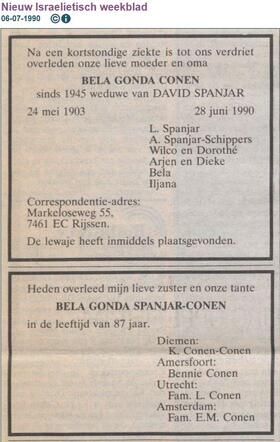 Nieuw Israelietisch weekblad
06-07-1990 ©
Na een kortstondige ziekte is tot ons verdriet
overleden onze lieve moeder en oma
BELA GONDA CONEN
sinds 1945 weduwe van DAVID SPANJAR
24 mei 1903 28 juni 1990
L. Spanjar
A. Spanjar-Schippers
Wilco en Dorothé
Arjen en Dieke
Bela
Iljana
Correspondentie-adres:
Markeloseweg 55,
7461 EC Rijssen.
De lewaje heeft inmiddels plaatsgevonden.
Heden overleed mijn lieve zuster en onze tante
BELA GONDA SPANJAR-CONEN
in de leeftijd van 87 jaar.
Diemen:
K. Conen-Conen
Amersfoort:
Bennie Conen
Utrecht:
Fam. L. Conen
Amsterdam:
Fam. E.M. Conen